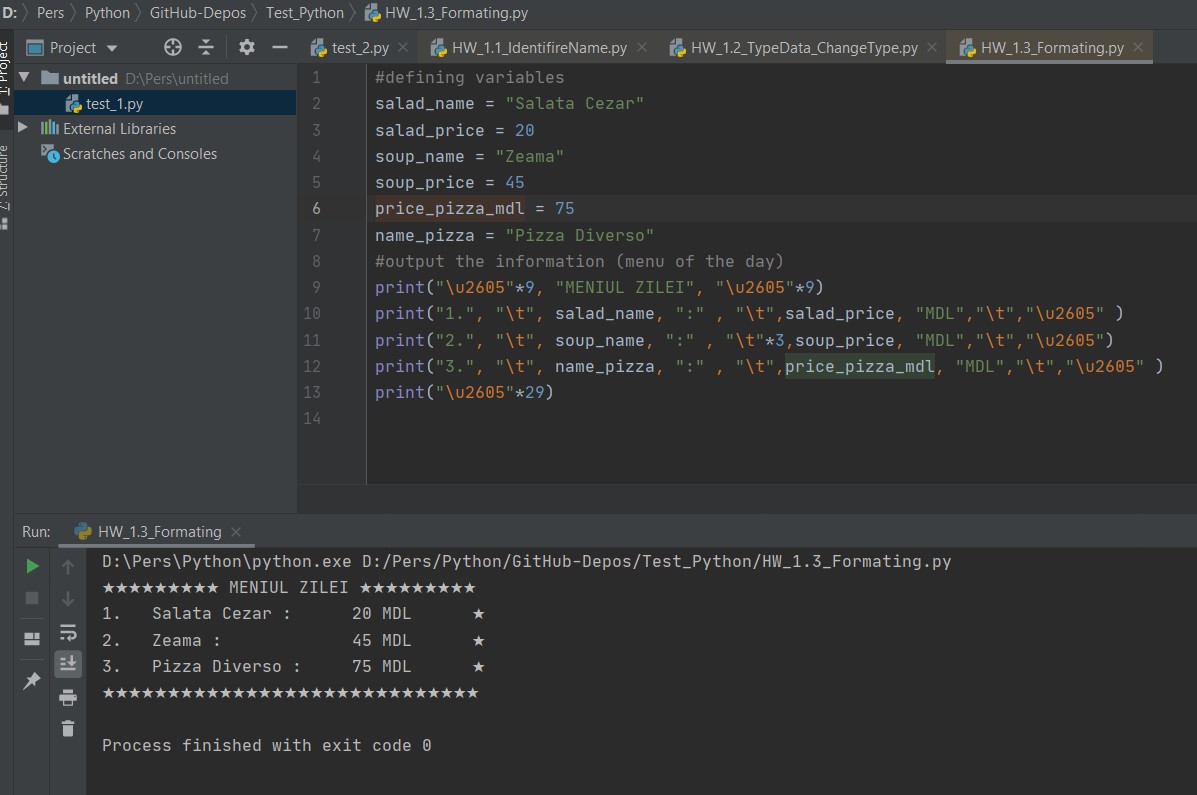 D: Pers Python GitHub-Depos Test_Python HW_1.3_Formating.py
1: Project
Project test_2.py HW_1.1_IdentifireName.py HW_1.2_TypeData_ChangeType.py HW_1.3_Formating.py
untitled D:\Pers\untitled
test_1.py
External Libraries
Scratches and Consoles
Z: Structure
1 #defining variables
2 salad_name = "Salata Cezar"
3 salad_price = 20
4 soup_name = "Zeama"
5 soup_price = 45
6 price_pizza_mdl = 75
7 name_pizza = "Pizza Diverso"
8 #output the information (menu of the day)
9 print("\u2605"*9, "MENIUL ZILEI", "\u2605"*9)
10 print("1.", "\t", salad_name, ":" , "\t",salad_price, "MDL","\t","\u2605" )
11 print("2.", "\t", soup_name, ":" , "\t"*3,soup_price, "MDL","\t","\u2605")
12 print("3.", "\t", name_pizza, ":" , "\t",price_pizza_mdl, "MDL","\t","\u2605" )
13 print("\u2605"*29)
14
Run: HW_1.3_Formating
D:\Pers\Python\python.exe D:/Pers/Python/GitHub-Depos/Test_Python/HW_1.3_Formating.py
★★★★★★★★★ MENIUL ZILEI ★★★★★★★★★
1. Salata Cezar : 20 MDL ★
2. Zeama : 45 MDL ★
3. Pizza Diverso : 75 MDL ★
★★★★★★★★★★★★★★★★★★★★★★★★★★★★★
Process finished with exit code 0